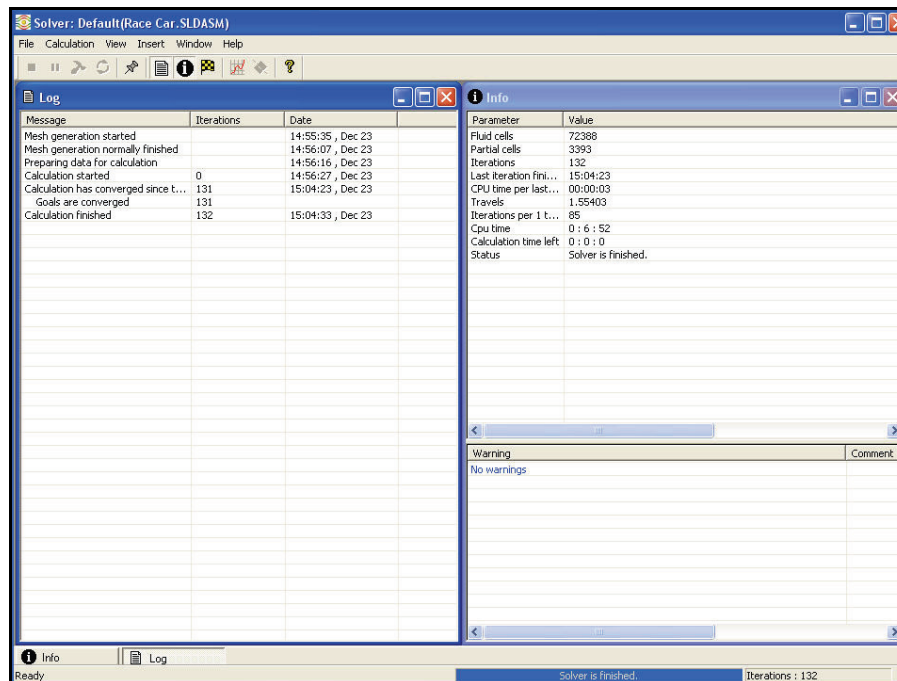 Solver: Default(Race Car.SLDASM)
File Calculation View Insert Window Help
Log
Message Iterations Date
Mesh generation started 14:55:35 , Dec 23
Mesh generation normally finished 14:56:07 , Dec 23
Preparing data for calculation 14:56:16 , Dec 23
Calculation started 0 14:56:27 , Dec 23
Calculation has converged since t... 131 15:04:23 , Dec 23
Goals are converged 131
Calculation finished 132 15:04:33 , Dec 23
Info
Parameter Value
Fluid cells 72388
Partial cells 3393
Iterations 132
Last iteration fini... 15:04:23
CPU time per last... 00:00:03
Travels 1.55403
Iterations per 1 t... 85
Cpu time 0 : 6 : 52
Calculation time left 0 : 0 : 0
Status Solver is finished.
Warning Comment
No warnings
Info Log
Ready Solver is finished. Iterations : 132